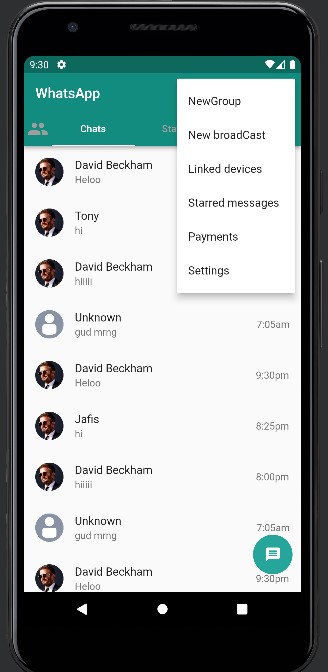 9:30
WhatsApp
Chats
Sta
NewGroup
New broadCast
Linked devices
Starred messages
Payments
Settings
David Beckham
Heloo
Tony
hi
David Beckham
hiiiii
Unknown
7:05am
gud mrng
David Beckham
9:30pm
Heloo
Jafis
8:25pm
hi
David Beckham
8:00pm
hiiiii
Unknown
7:05am
gud mrng
David Beckham
9:30pm
Heloo